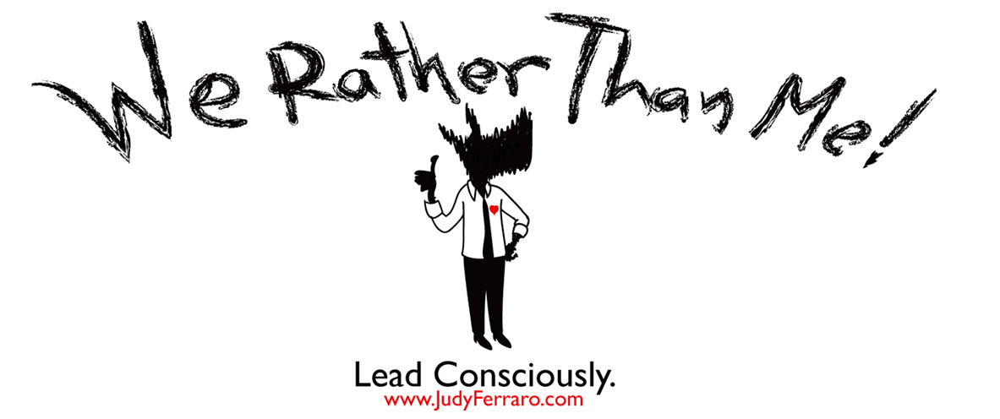 We Rather Than Me!
Lead Consciously.
www.JudyFerraro.com